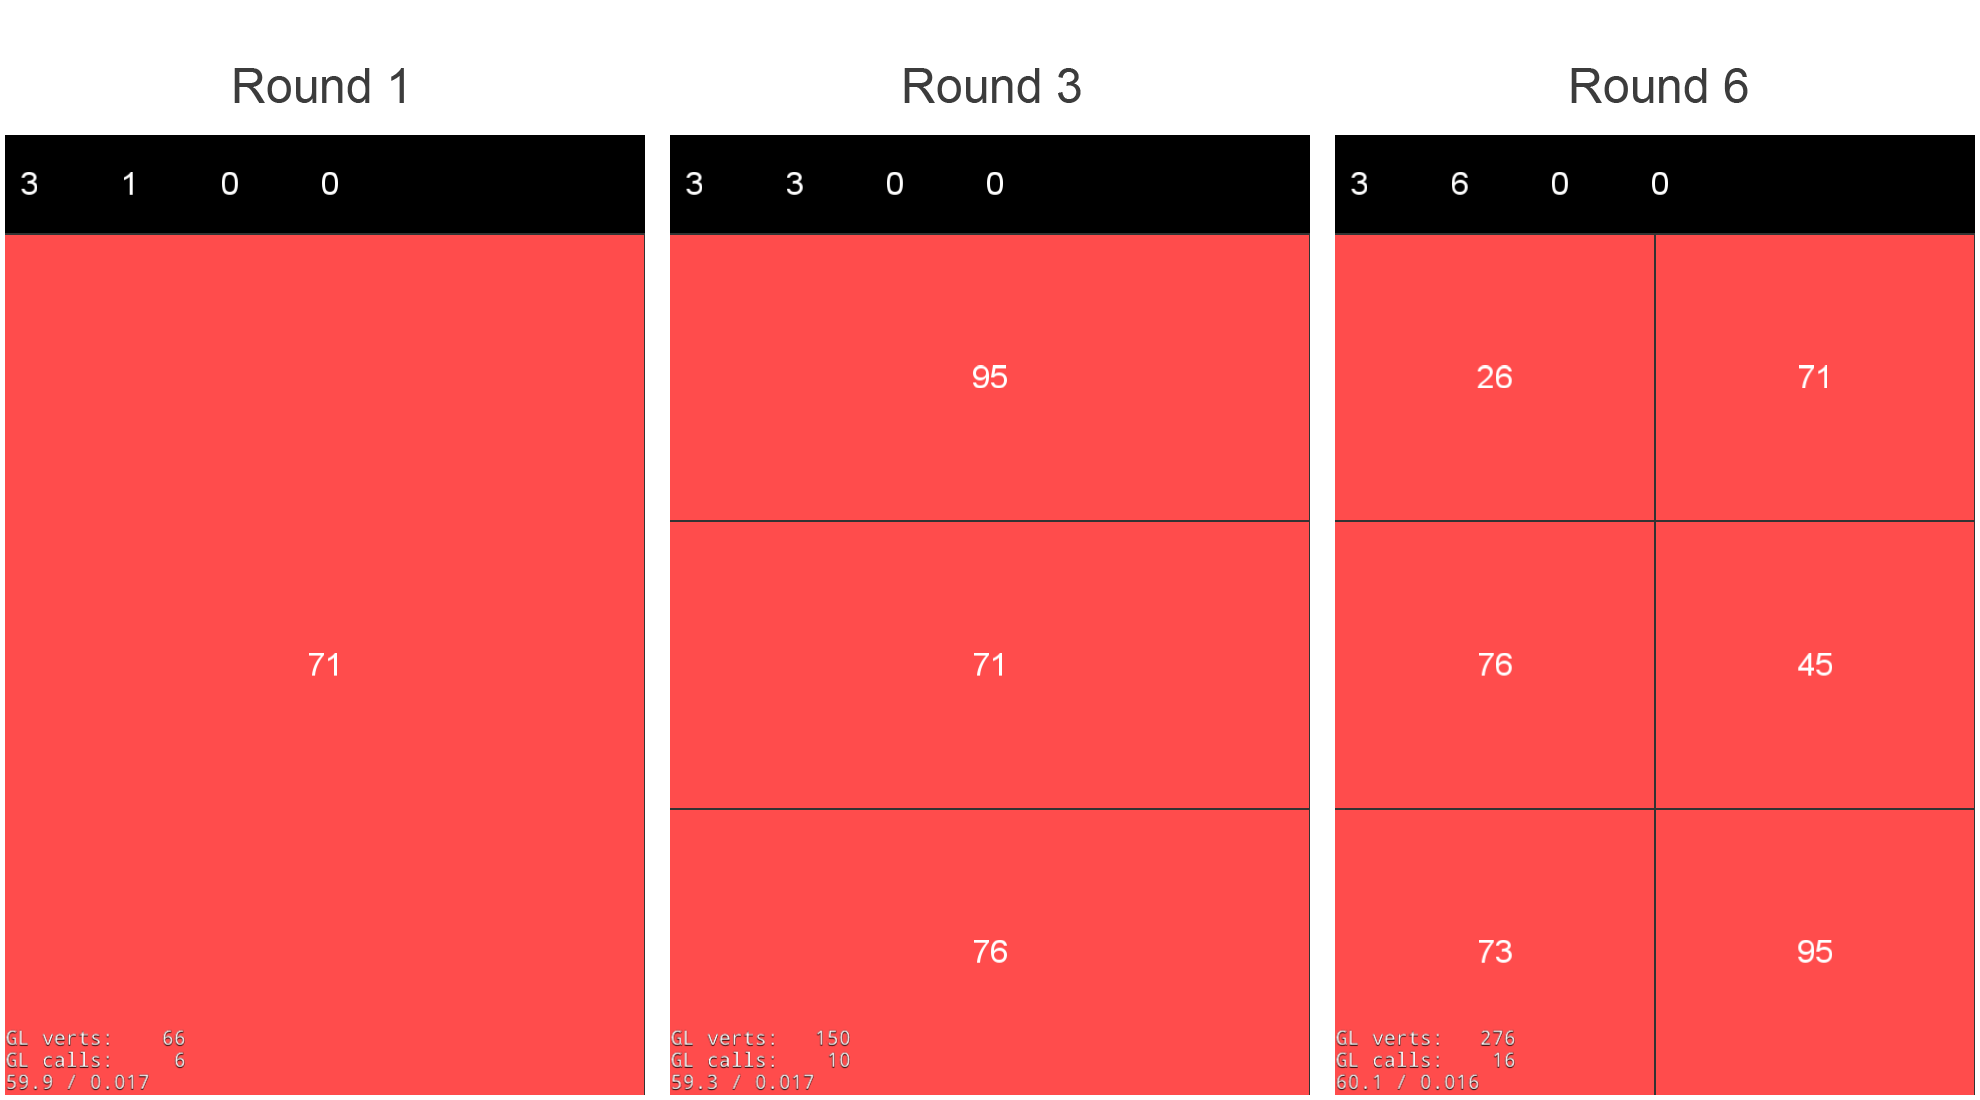 Round 1
3 1 0 0
71
GL verts: 66
GL calls: 6
59.9 / 0.017
Round 3
3 3 0 0
95
71
76
GL verts: 150
GL calls: 10
59.3 / 0.017
Round 6
3 6 0 0
26 71
76 45
73 95
GL verts: 276
GL calls: 16
60.1 / 0.016